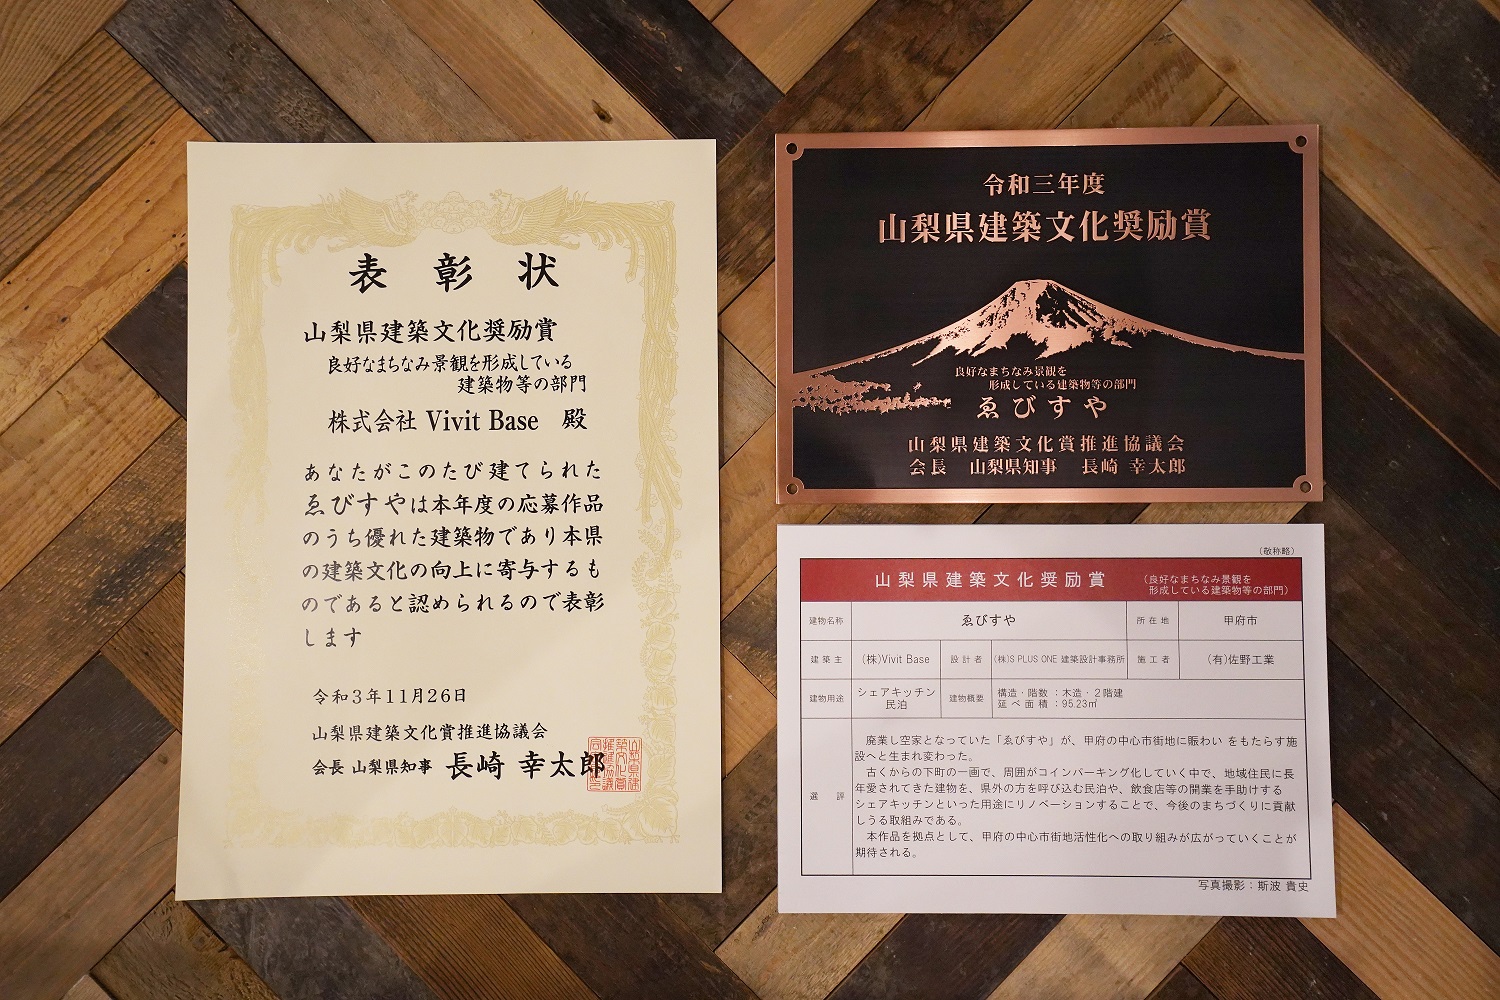 表彰状
山梨県建築文化奨励賞
良好なまちなみ景観を形成している
建築物等の部門
株式会社 Vivit Base 殿
あなたがこのたび建てられた
ゑびすやは本年度の応募作品
のうち優れた建築物であり本県
の建築文化の向上に寄与するも
のであると認められるので表彰
します
令和3年11月26日
山梨県建築文化賞推進協議会
会長 山梨県知事 長崎 幸太郎
令和三年度
山梨県建築文化奨励賞
良好なまちなみ景観を
形成している建築物等の部門
ゑびすや
山梨県建築文化賞推進協議会
会長 山梨県知事 長崎 幸太郎
（敬称略）
山梨県建築文化奨励賞 （良好なまちなみ景観を
形成している建築物等の部門）
建物名称 ゑびすや 所在地 甲府市
建築主 (株)Vivit Base 設計者 (株)S PLUS ONE 建築設計事務所 施工者 (有)佐野工業
建物用途 シェアキッチン
民泊
建物概要 構造・階数：木造・2階建
延べ面積：95.23㎡
選評
廃業し空家となっていた「ゑびすや」が、甲府の中心市街地に賑わい をもたらす施
設へと生まれ変わった。
古くからの下町の一画で、周囲がコインパーキング化していく中で、地域住民に長
年愛されてきた建物を、県外の方を呼び込む民泊や、飲食店等の開業を手助けする
シェアキッチンといった用途にリノベーションすることで、今後のまちづくりに貢献
しうる取組みである。
本作品を拠点として、甲府の中心市街地活性化への取り組みが広がっていくことが
期待される。
写真撮影：斯波 貴史